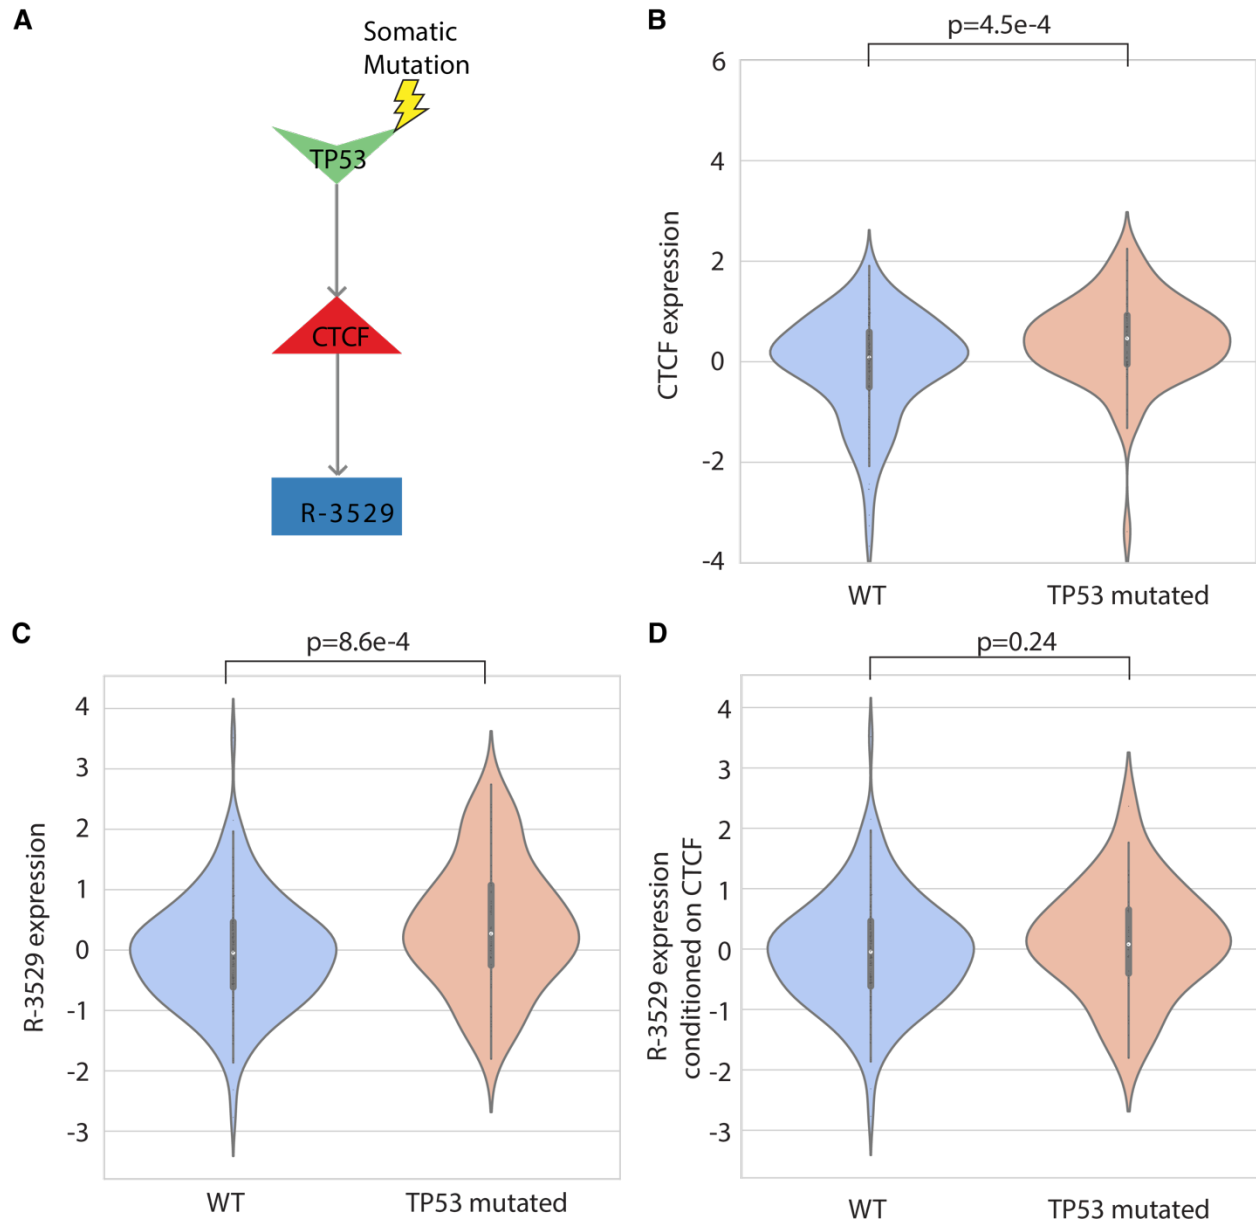 A
Somatic
Mutation
TP53
CTCF
R-3529
B
p=4.5e-4
6
4
2
0
-2
-4
CTCF expression
WT
TP53 mutated
C
p=8.6e-4
4
3
2
1
0
-1
-2
-3
R-3529 expression
WT
TP53 mutated
D
p=0.24
4
3
2
1
0
-1
-2
-3
R-3529 expression
conditioned on CTCF
WT
TP53 mutated